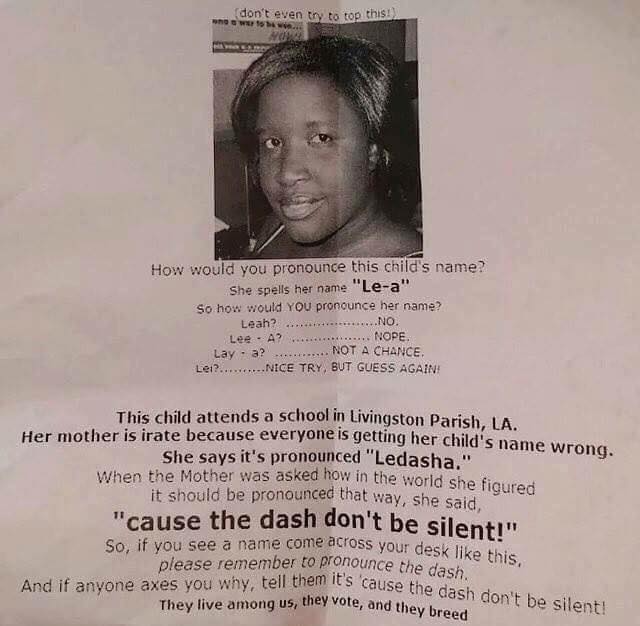 (don't even try to top this!)
How would you pronounce this child's name?
She spells her name "Le-a"
So how would YOU pronounce her name?
Leah? ......................NO.
Lee - A? ................... NOPE.
Lay - a? ............. NOT A CHANCE.
Lei?..........NICE TRY, BUT GUESS AGAIN!
This child attends a school in Livingston Parish, LA.
Her mother is irate because everyone is getting her child's name wrong.
She says it's pronounced "Ledasha."
When the Mother was asked how in the world she figured
it should be pronounced that way, she said,
"cause the dash don't be silent!"
So, if you see a name come across your desk like this,
please remember to pronounce the dash.
And if anyone axes you why, tell them it's 'cause the dash don't be silent!
They live among us, they vote, and they breed